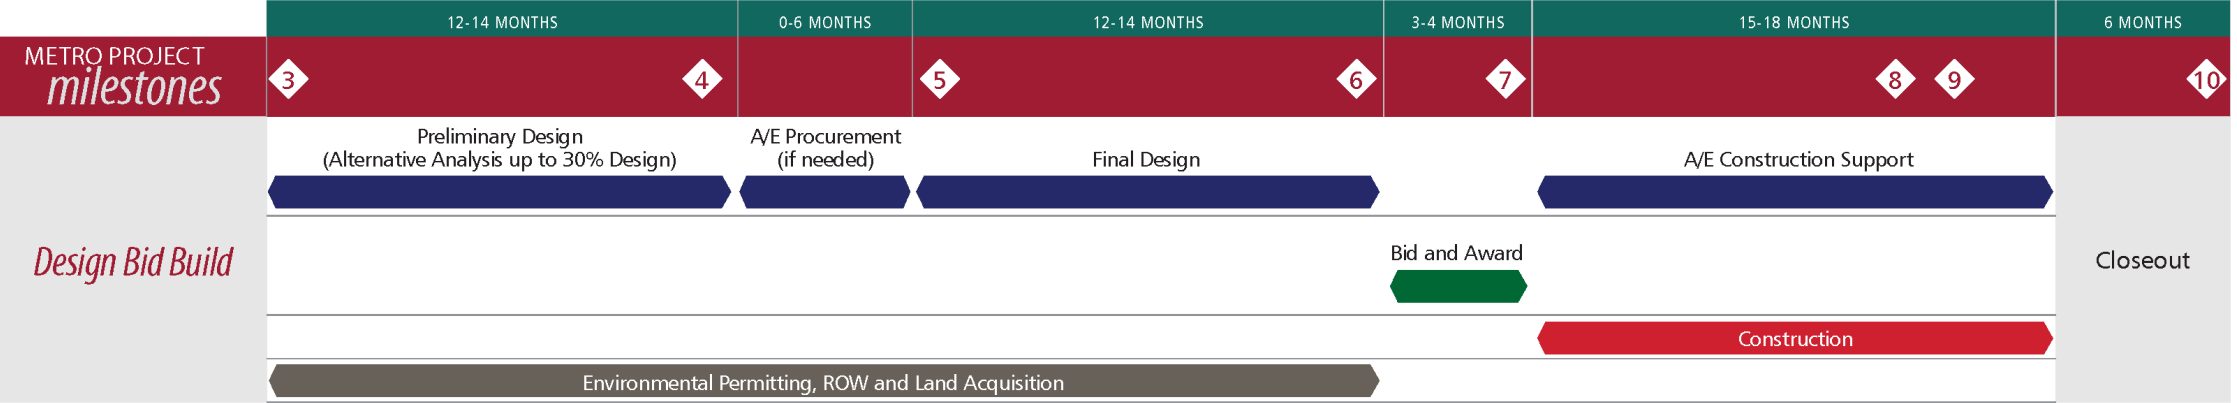 12-14 MONTHS
0-6 MONTHS
12-14 MONTHS
3-4 MONTHS
15-18 MONTHS
6 MONTHS
METRO PROJECT
milestones
3
4
5
6
7
8
9
10
Preliminary Design
(Alternative Analysis up to 30% Design)
A/E Procurement
(if needed)
Final Design
A/E Construction Support
Design Bid Build
Bid and Award
Closeout
Construction
Environmental Permitting, ROW and Land Acquisition